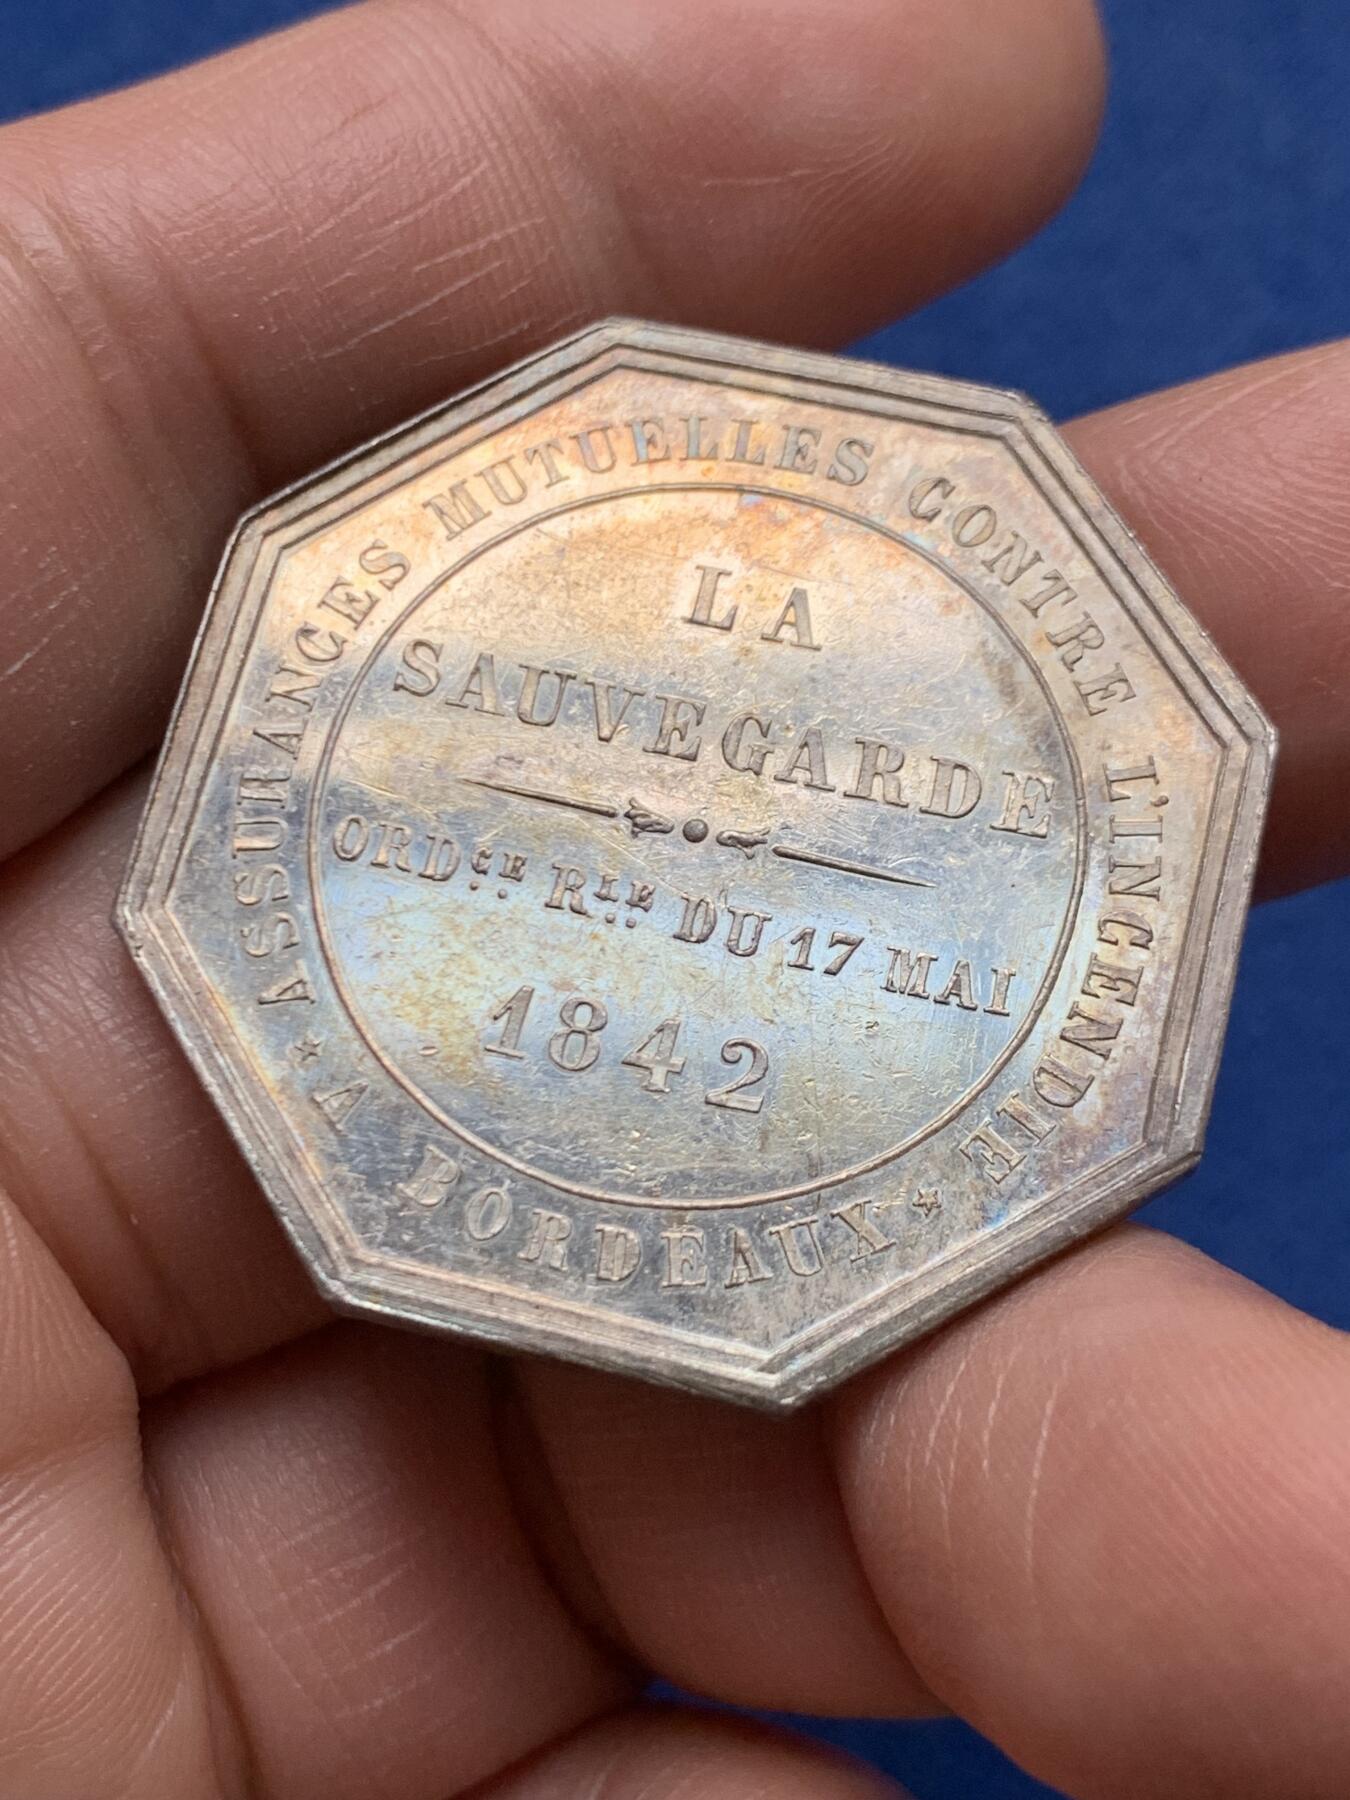 ASSURANCES MUTUELLES CONTRE L'INCENDIE
LA
SAUVEGARDE
ORDCE RLE DU 17 MAI
1842
* A BORDEAUX *